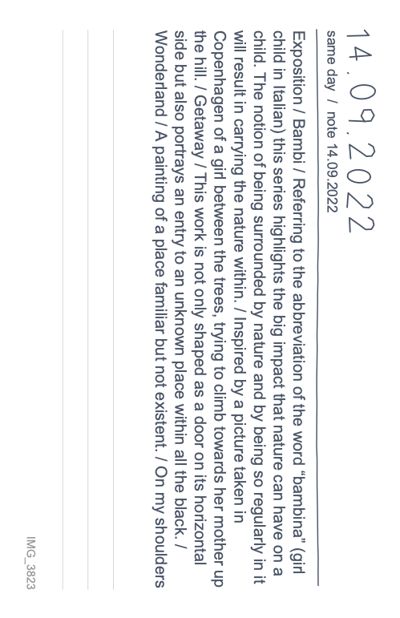 14.09.2022
same day / note 14.09.2022
Exposition / Bambi / Referring to the abbreviation of the word "bambina" (girl
child in Italian) this series highlights the big impact that nature can have on a
child. The notion of being surrounded by nature and by being so regularly in it
will result in carrying the nature within. / Inspired by a picture taken in
Copenhagen of a girl between the trees, trying to climb towards her mother up
the hill. / Getaway / This work is not only shaped as a door on its horizontal
side but also portrays an entry to an unknown place within all the black. /
Wonderland / A painting of a place familiar but not existent. / On my shoulders
IMG_3823